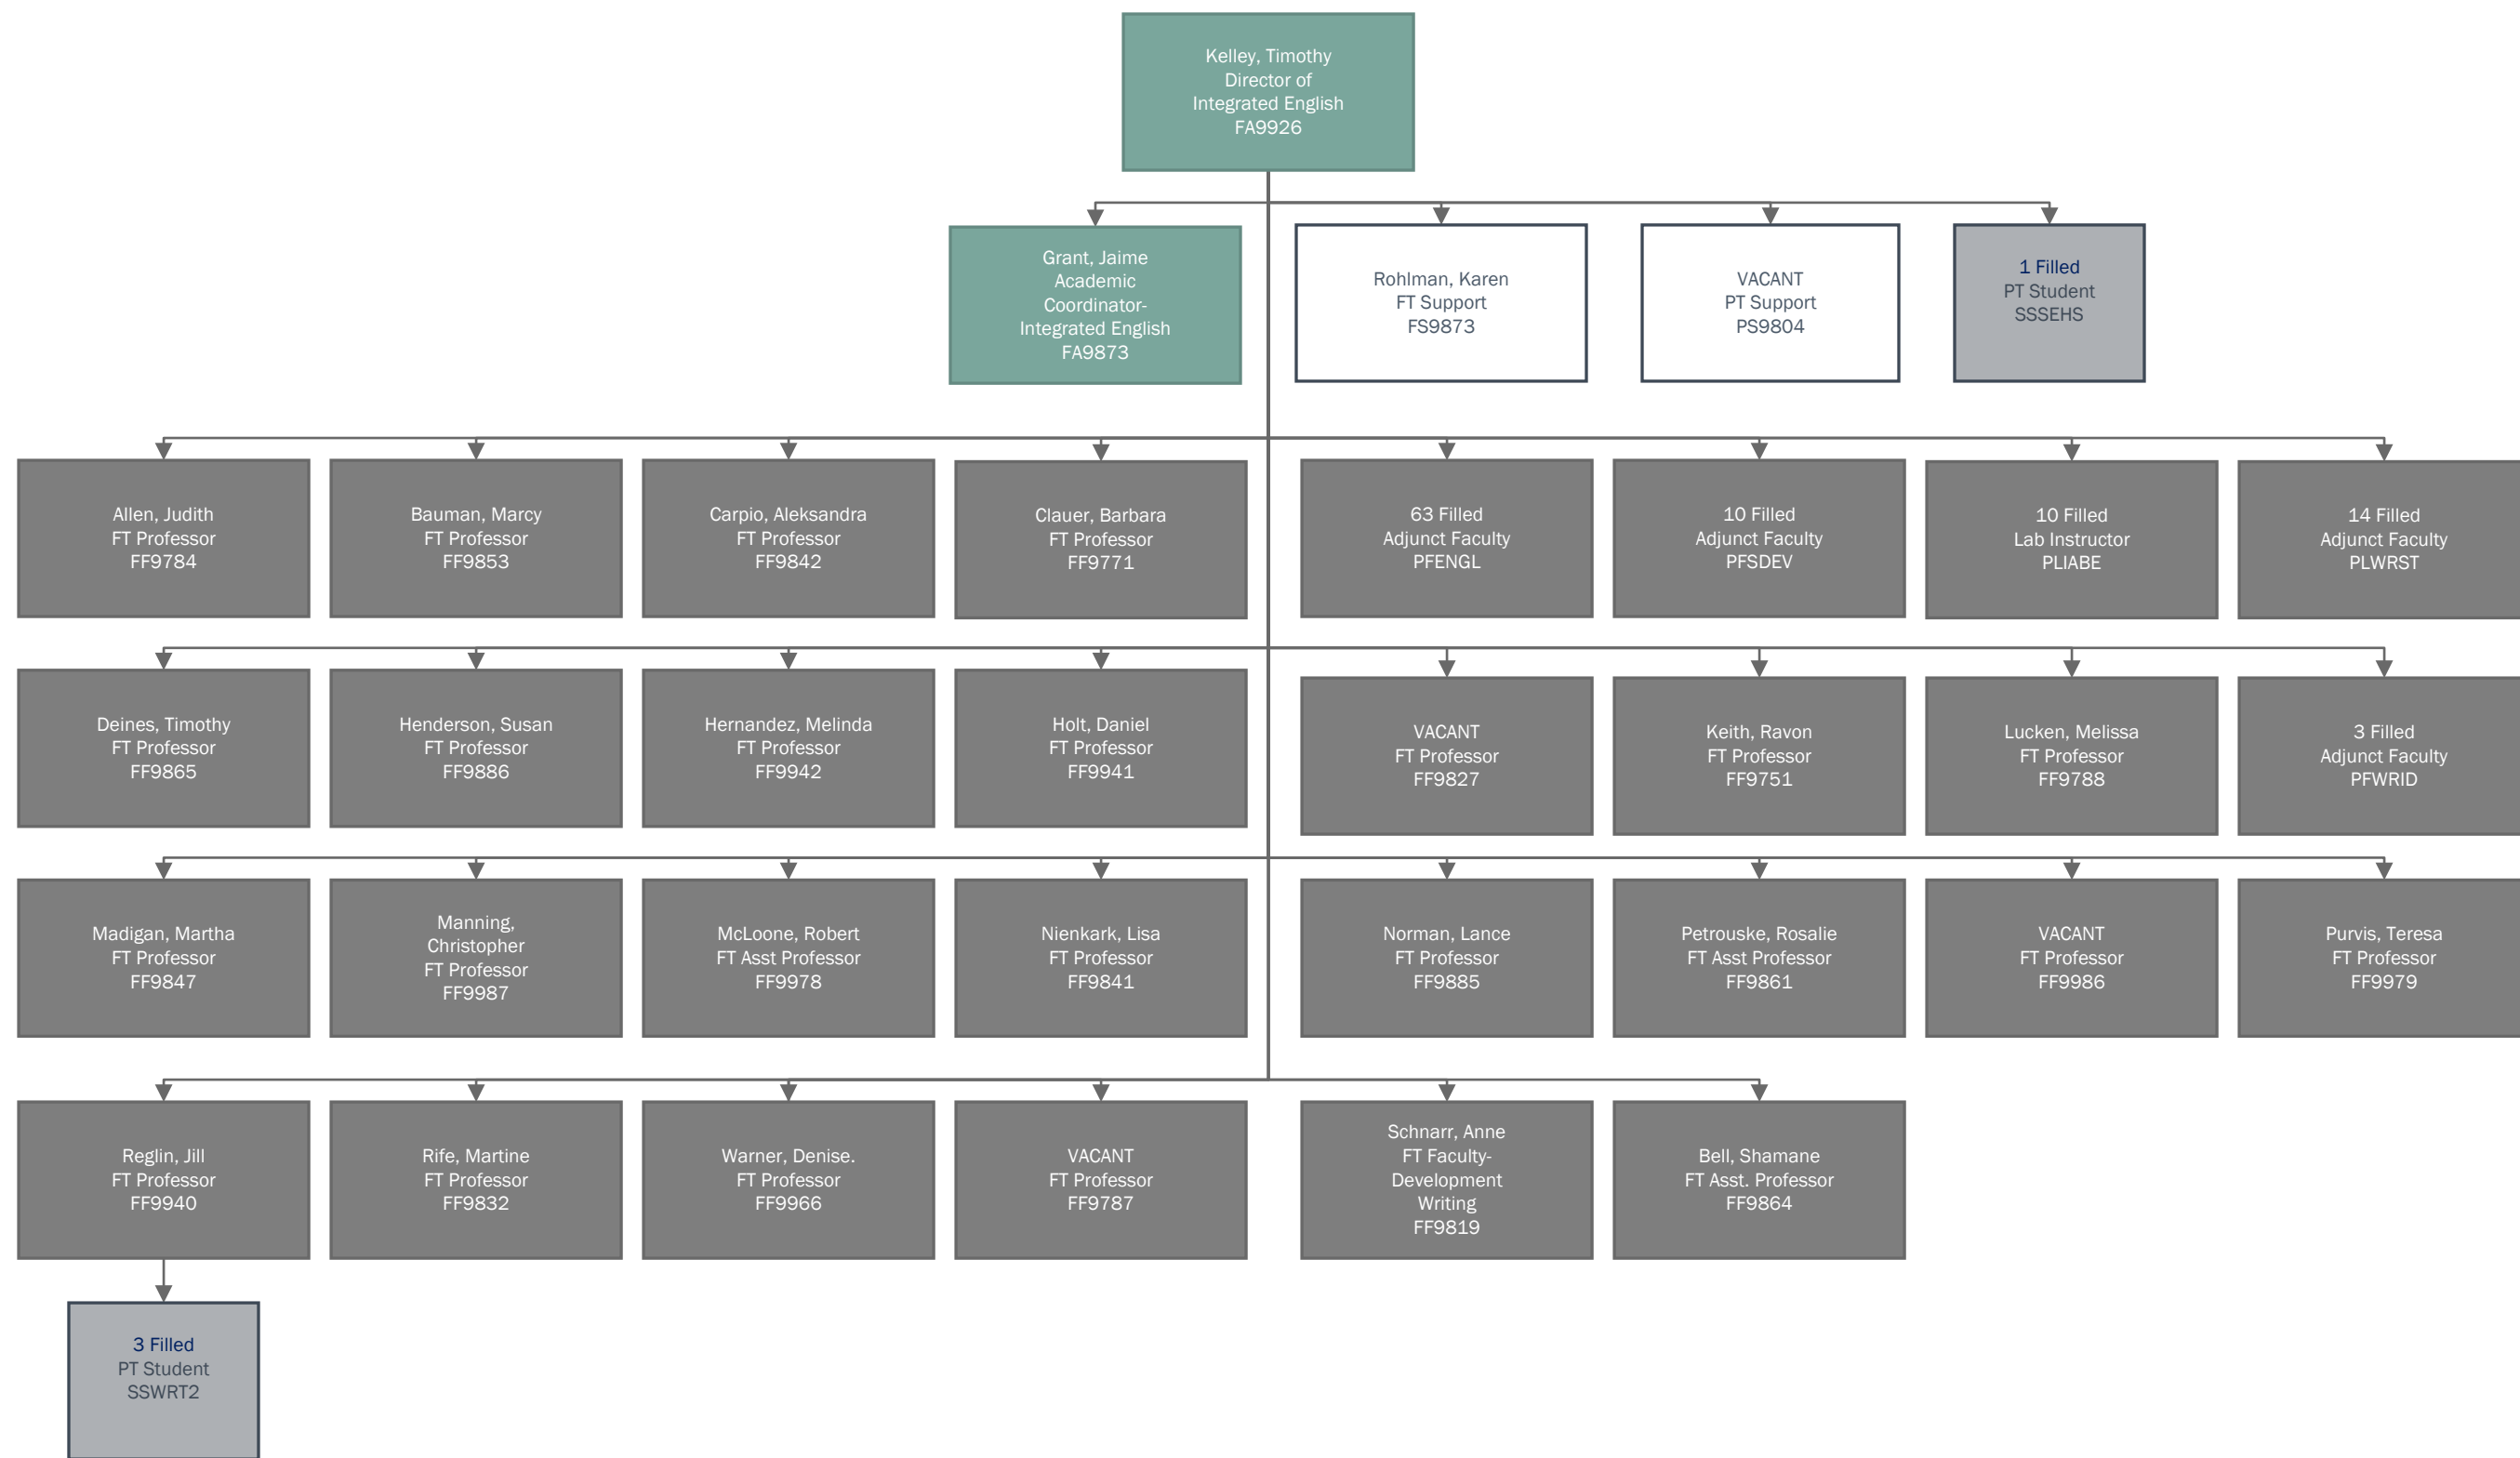 Kelley, Timothy
Director of
Integrated English
FA9926
Grant, Jaime
Academic
Coordinator-
Integrated English
FA9873
Rohlman, Karen
FT Support
FS9873
VACANT
PT Support
PS9804
1 Filled
PT Student
SSSEHS
Allen, Judith
FT Professor
FF9784
Bauman, Marcy
FT Professor
FF9853
Carpio, Aleksandra
FT Professor
FF9842
Clauer, Barbara
FT Professor
FF9771
63 Filled
Adjunct Faculty
PFENGL
10 Filled
Adjunct Faculty
PFSDEV
10 Filled
Lab Instructor
PLIABE
14 Filled
Adjunct Faculty
PLWRST
Deines, Timothy
FT Professor
FF9865
Henderson, Susan
FT Professor
FF9886
Hernandez, Melinda
FT Professor
FF9942
Holt, Daniel
FT Professor
FF9941
VACANT
FT Professor
FF9827
Keith, Ravon
FT Professor
FF9751
Lucken, Melissa
FT Professor
FF9788
3 Filled
Adjunct Faculty
PFWRID
Madigan, Martha
FT Professor
FF9847
Manning,
Christopher
FT Professor
FF9987
McLoone, Robert
FT Asst Professor
FF9978
Nienkark, Lisa
FT Professor
FF9841
Norman, Lance
FT Professor
FF9885
Petrouske, Rosalie
FT Asst Professor
FF9861
VACANT
FT Professor
FF9986
Purvis, Teresa
FT Professor
FF9979
Reglin, Jill
FT Professor
FF9940
Rife, Martine
FT Professor
FF9832
Warner, Denise.
FT Professor
FF9966
VACANT
FT Professor
FF9787
Schnarr, Anne
FT Faculty-
Development
Writing
FF9819
Bell, Shamane
FT Asst. Professor
FF9864
3 Filled
PT Student
SSWRT2